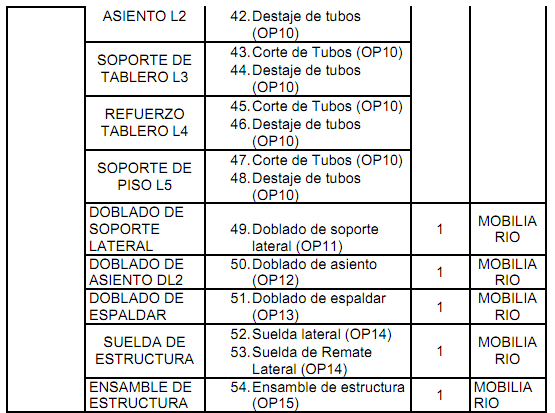 ASIENTO L2
42. Destaje de tubos
(OP10)
SOPORTE DE
TABLERO L3
43. Corte de Tubos (OP10)
44. Destaje de tubos
(OP10)
REFUERZO
TABLERO L4
45. Corte de Tubos (OP10)
46. Destaje de tubos
(OP10)
SOPORTE DE
PISO L5
47. Corte de Tubos (OP10)
48. Destaje de tubos
(OP10)
DOBLADO DE
SOPORTE
LATERAL
49. Doblado de soporte
lateral (OP11)
1
MOBILIA
RIO
DOBLADO DE
ASIENTO DL2
50. Doblado de asiento
(OP12)
1
MOBILIA
RIO
DOBLADO DE
ESPALDAR
51. Doblado de espaldar
(OP13)
1
MOBILIA
RIO
SUELDA DE
ESTRUCTURA
52. Suelda lateral (OP14)
53. Suelda de Remate
Lateral (OP14)
1
MOBILIA
RIO
ENSAMBLE DE
ESTRUCTURA
54. Ensamble de estructura
(OP15)
1
MOBILIA
RIO